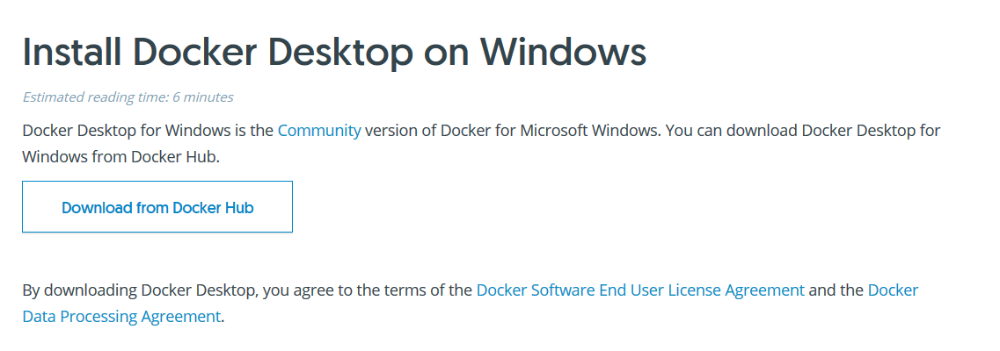 Install Docker Desktop on Windows
Estimated reading time: 6 minutes
Docker Desktop for Windows is the Community version of Docker for Microsoft Windows. You can download Docker Desktop for
Windows from Docker Hub.
Download from Docker Hub
By downloading Docker Desktop, you agree to the terms of the Docker Software End User License Agreement and the Docker
Data Processing Agreement.